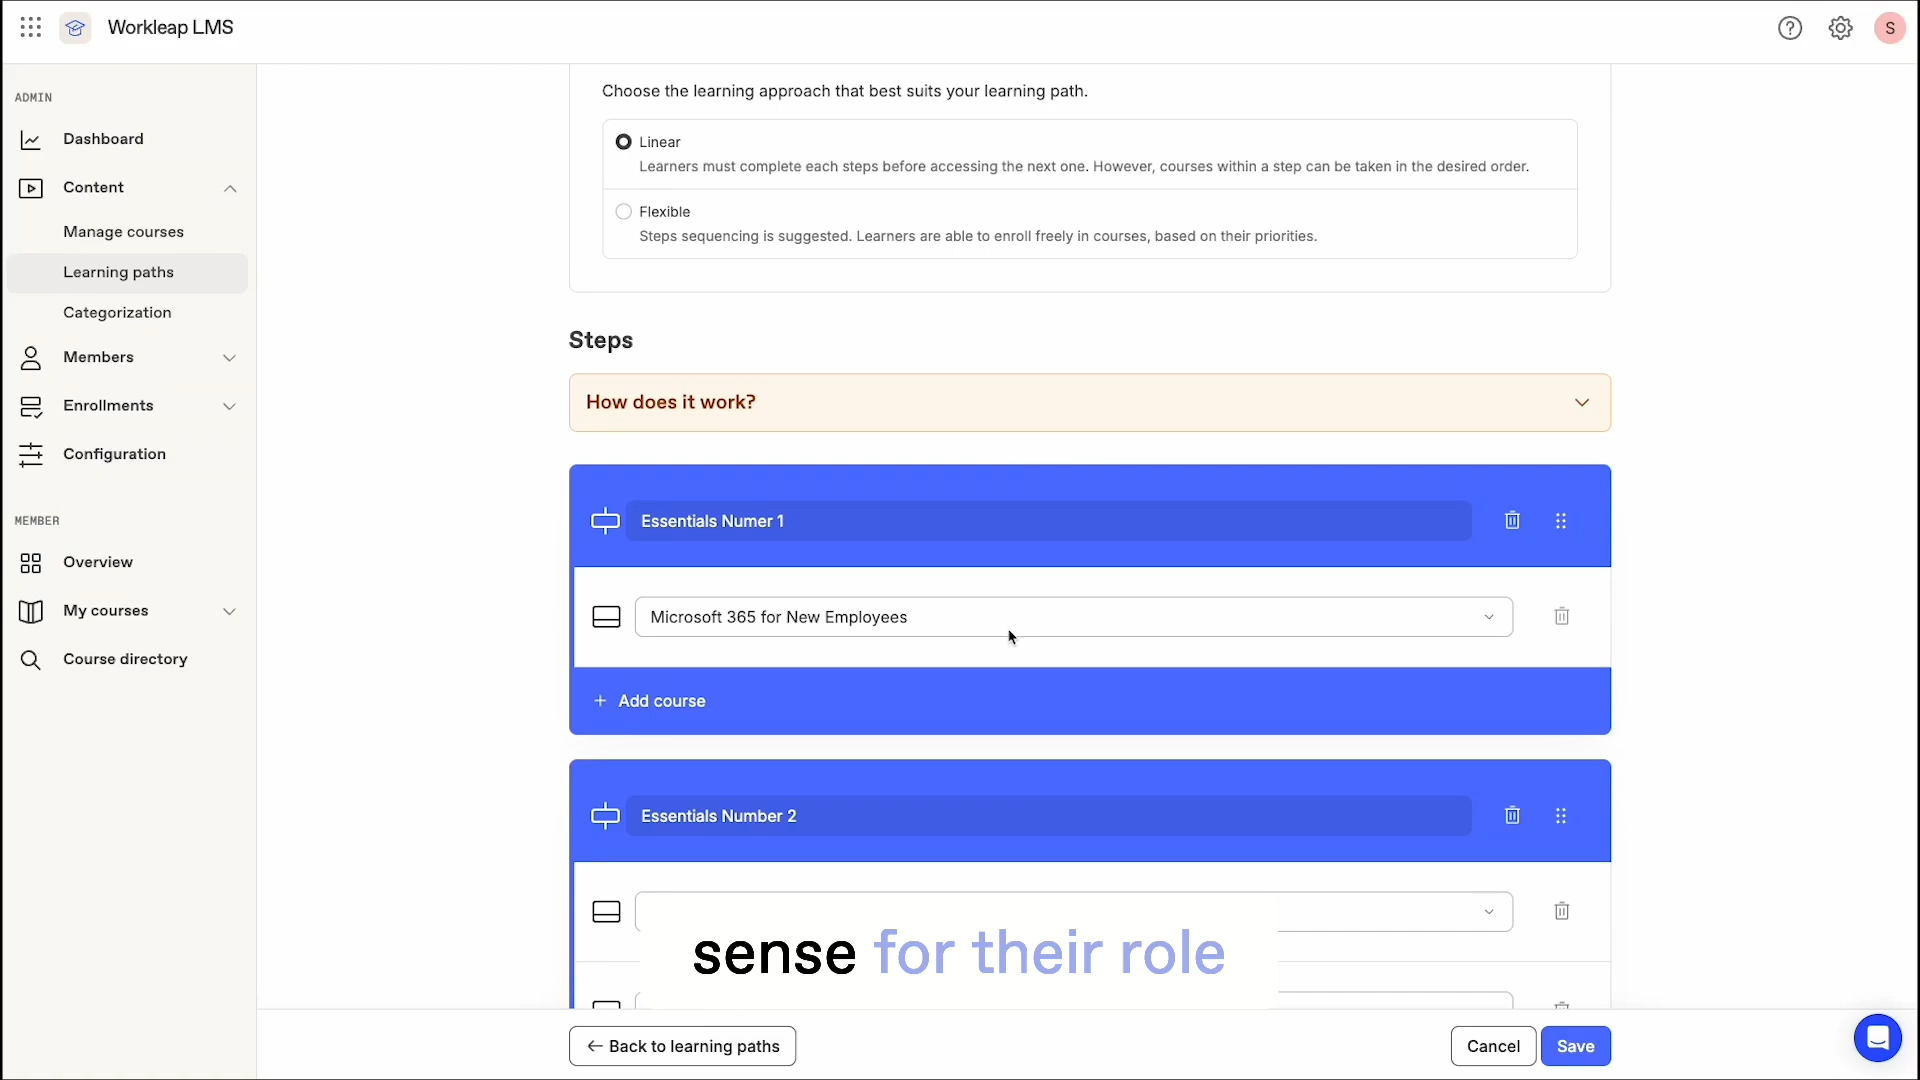 Workleap LMS
S
ADMIN
Dashboard
Content
Manage courses
Learning paths
Categorization
Members
Enrollments
Configuration
MEMBER
Overview
My courses
Course directory
Choose the learning approach that best suits your learning path.
Linear
Learners must complete each steps before accessing the next one. However, courses within a step can be taken in the desired order.
Flexible
Steps sequencing is suggested. Learners are able to enroll freely in courses, based on their priorities.
Steps
How does it work?
Essentials Numer 1
Microsoft 365 for New Employees
+ Add course
Essentials Number 2
sense for their role
← Back to learning paths
Cancel
Save